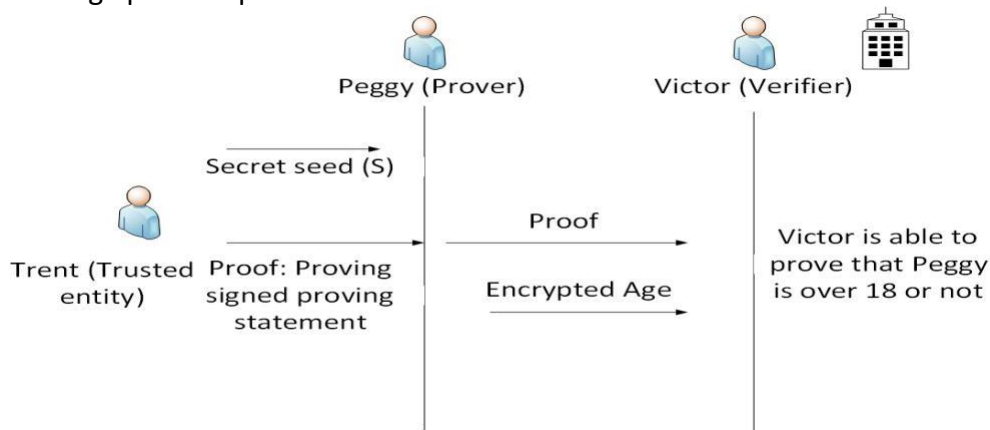 Peggy (Prover)
Victor (Verifier)
Secret seed (S)
Trent (Trusted
entity)
Proof: Proving
signed proving
statement
Proof
Encrypted Age
Victor is able to
prove that Peggy
is over 18 or not